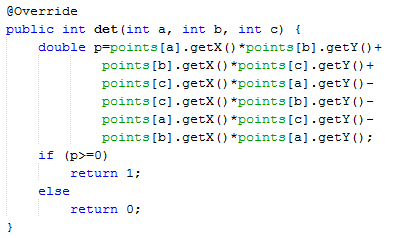 @Override
public int det(int a, int b, int c) {
    double p=points[a].getX()*points[b].getY()+
            points[b].getX()*points[c].getY()+
            points[c].getX()*points[a].getY()-
            points[c].getX()*points[b].getY()-
            points[a].getX()*points[c].getY()-
            points[b].getX()*points[a].getY();
    if (p>=0)
        return 1;
    else
        return 0;
}